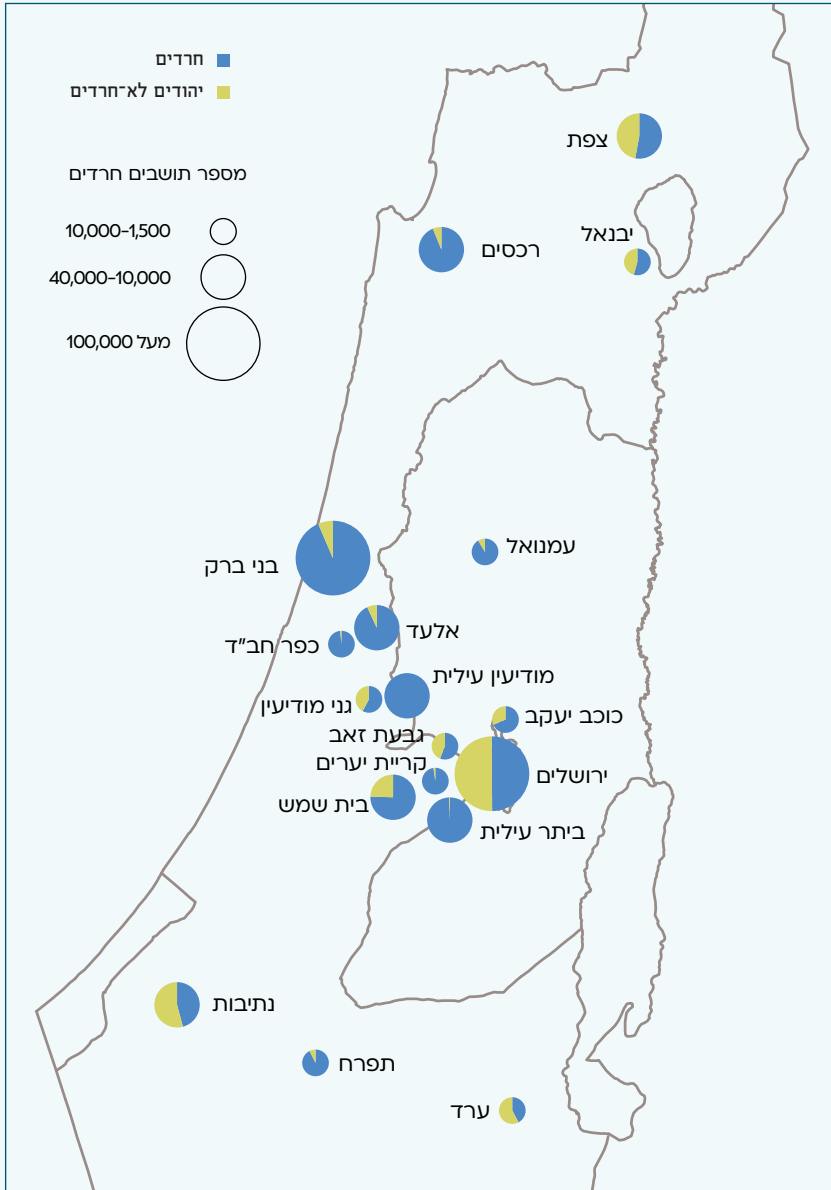 חרדים
יהודים לא־חרדים
מספר תושבים חרדים
10,000-1,500
40,000-10,000
מעל 100,000
צפת
יבנאל
רכסים
עמנואל
בני ברק
אלעד
כפר חב"ד
מודיעין עילית
גני מודיעין
כוכב יעקב
גבעת זאב
קריית יערים
ירושלים
בית שמש
ביתר עילית
נתיבות
תפרח
ערד